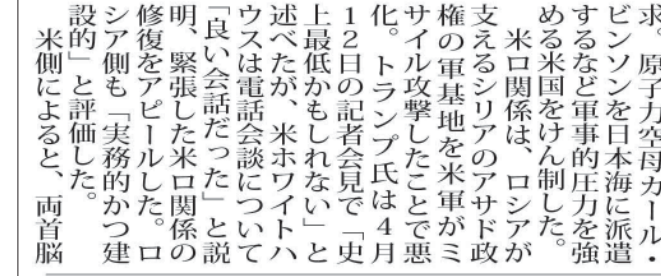 求。原子力空母カール・
ビンソンを日本海に派遣
するなど軍事的圧力を強
める米国をけん制した。
米ロ関係は、ロシアが
支えるシリアのアサド政
権の軍基地を米軍がミ
サイル攻撃したことで悪
化。トランプ氏は4月
12日の記者会見で「史
上最低かもしれない」と
述べたが、米ホワイトハ
ウスは電話会談について
「良い会話だった」と説
明、緊張した米ロ関係の
修復をアピールした。ロ
シア側も「実務的かつ建
設的」と評価した。
米側によると、両首脳